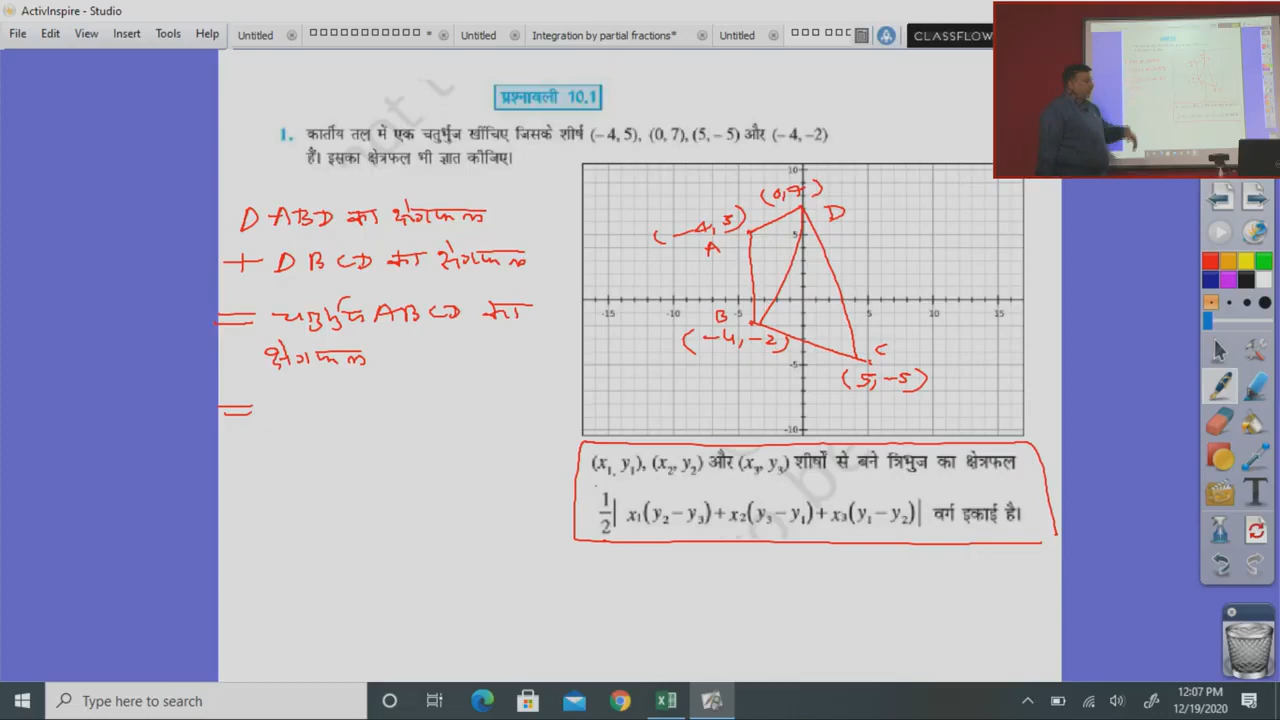 ActivInspire - Studio
File Edit View Insert Tools Help
Untitled * Untitled Integration by partial fractions* Untitled CLASSFLOW
प्रश्नावली 10.1
1. कार्तीय तल में एक चतुर्भुज खींचिए जिसके शीर्ष (– 4, 5), (0, 7), (5, – 5) और (– 4, –2)
हैं। इसका क्षेत्रफल भी ज्ञात कीजिए।
Δ ABD का क्षेत्रफल
+ Δ BCD का क्षेत्रफल
= चतुर्भुज ABCD का
क्षेत्रफल
=
10
(0, 7)
D
(-4, 5)
A
5
-15 -10 -5 5 10 15
B
(-4, -2)
C
-5
(5, -5)
-10
(x₁, y₁), (x₂, y₂) और (x₃, y₃) शीर्षों से बने त्रिभुज का क्षेत्रफल
1/2 | x₁(y₂ – y₃) + x₂(y₃ – y₁) + x₃(y₁ – y₂) | वर्ग इकाई है।
Type here to search
12:07 PM
12/19/2020